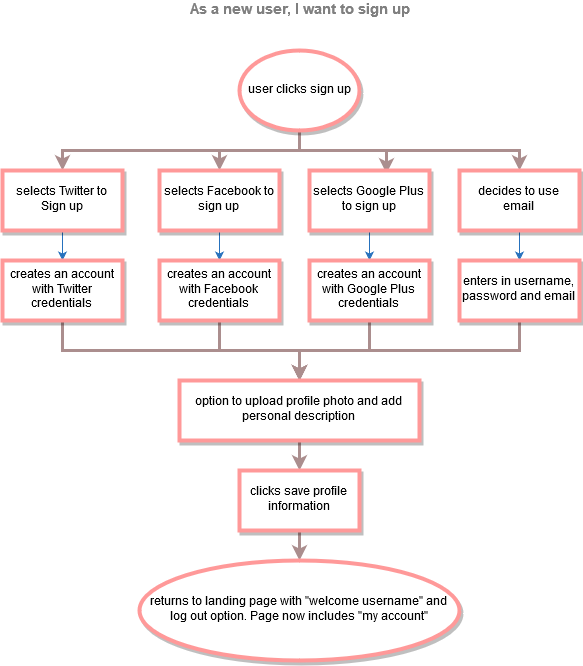 As a new user, I want to sign up
user clicks sign up
selects Twitter to
Sign up
selects Facebook to
sign up
selects Google Plus
to sign up
decides to use
email
creates an account
with Twitter
credentials
creates an account
with Facebook
credentials
creates an account
with Google Plus
credentials
enters in username,
password and email
option to upload profile photo and add
personal description
clicks save profile
information
returns to landing page with "welcome username" and
log out option. Page now includes "my account"